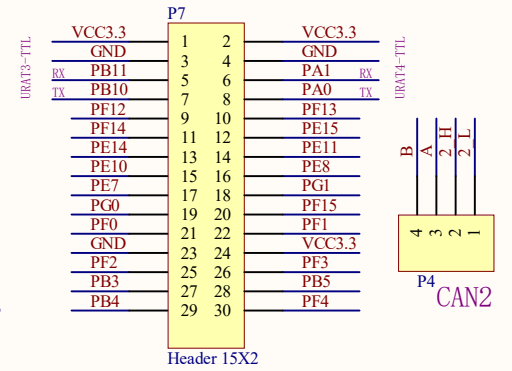 P7
VCC3.3 1 2 VCC3.3
GND 3 4 GND
RX PB11 5 6 PA1 RX
TX PB10 7 8 PA0 TX
URAT3-TTL
URAT4-TTL
PF12 9 10 PF13
PF14 11 12 PE15
PE14 13 14 PE11
PE10 15 16 PE8
PE7 17 18 PG1
PG0 19 20 PF15
PF0 21 22 PF1
GND 23 24 VCC3.3
PF2 25 26 PF3
PB3 27 28 PB5
PB4 29 30 PF4
Header 15X2
B A 2_H 2_L
4 3 2 1
P4
CAN2